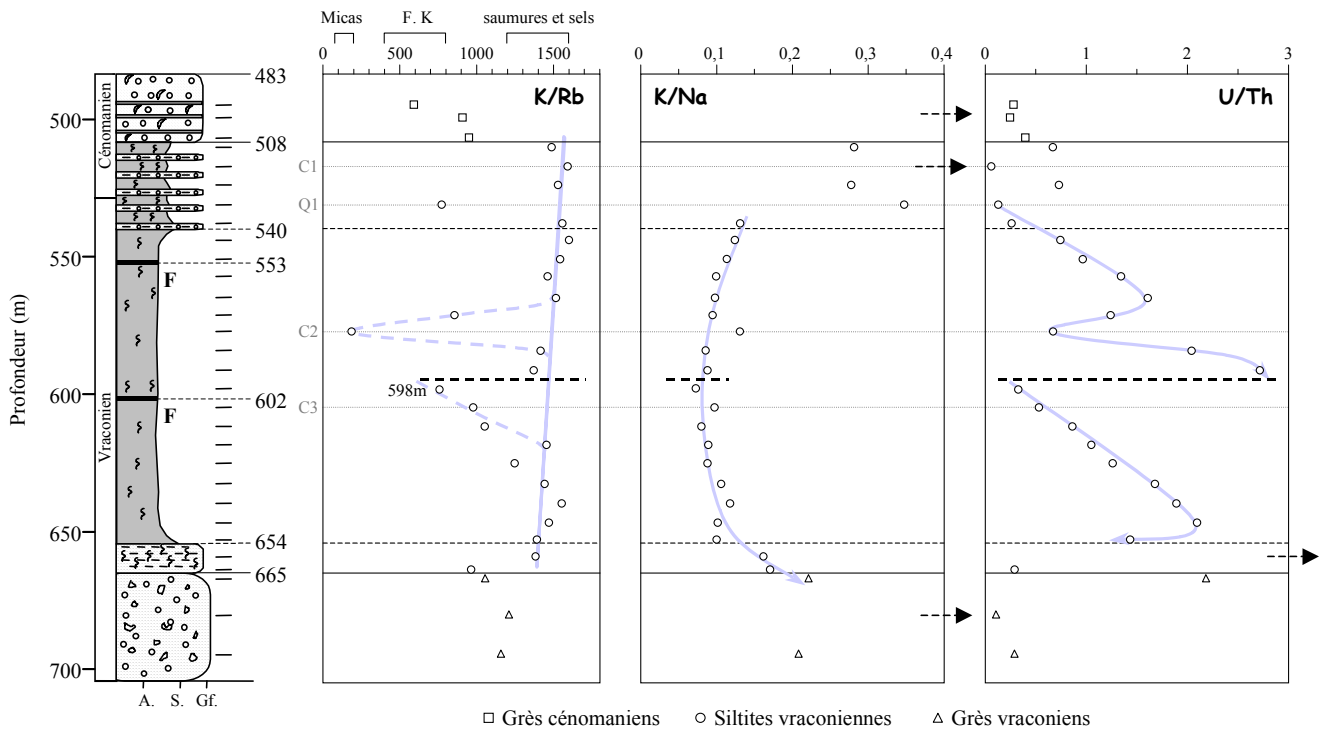 Micas F. K saumures et sels
0 500 1000 1500 0 0,1 0,2 0,3 0.4 0 1 2 3
K/Rb K/Na U/Th
Profondeur (m)
500
550
600
650
700
Cénomanien
Vraconien
483
508
540
553
F
602
F
654
665
C1
Q1
C2
598m
C3
A. S. Gf.
Grès cénomaniens Siltites vraconiennes Grès vraconiens